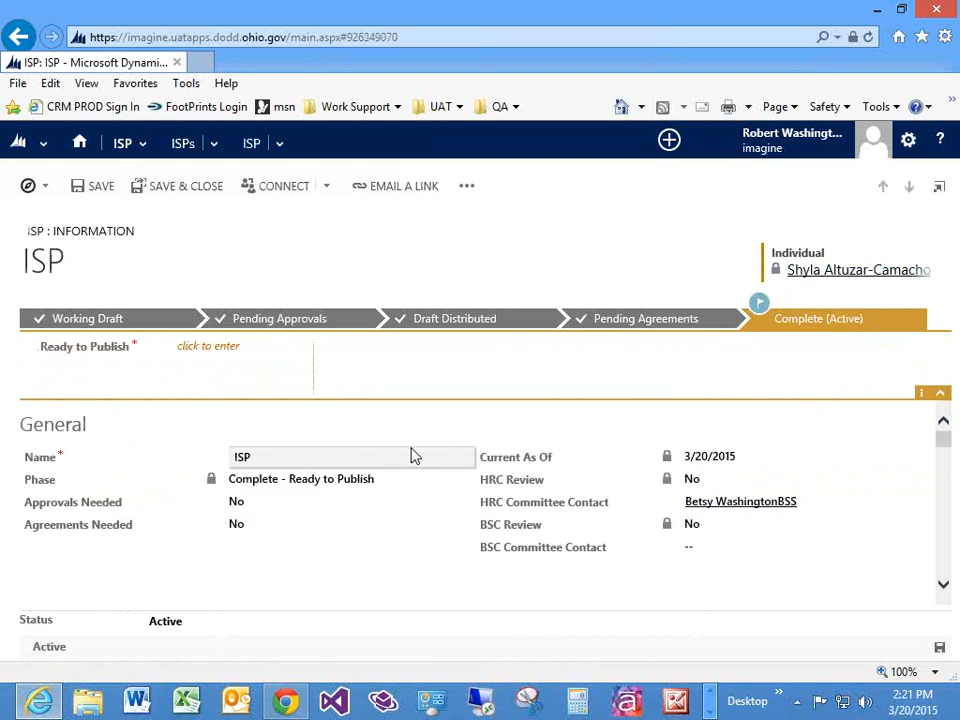 https://imagine.uatapps.dodd.ohio.gov/main.aspx#926349070
ISP: ISP - Microsoft Dynami...
File Edit View Favorites Tools Help
CRM PROD Sign In FootPrints Login msn Work Support UAT QA Page Safety Tools
ISP ISPs ISP Robert Washingt...
imagine
SAVE SAVE & CLOSE CONNECT EMAIL A LINK
ISP : INFORMATION
ISP
Individual
Shyla Altuzar-Camacho
Working Draft Pending Approvals Draft Distributed Pending Agreements Complete (Active)
Ready to Publish * click to enter
General
Name * ISP Current As Of 3/20/2015
Phase Complete - Ready to Publish HRC Review No
Approvals Needed No HRC Committee Contact Betsy WashingtonBSS
Agreements Needed No BSC Review No
BSC Committee Contact --
Status Active
Active
100%
Desktop
2:21 PM
3/20/2015